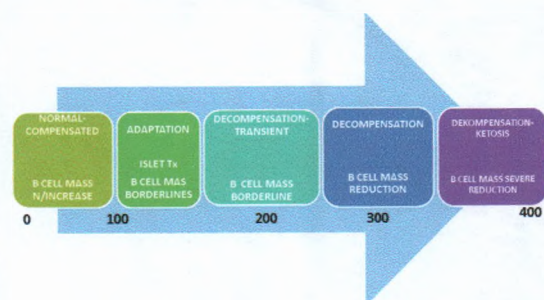 NORMAL-
COMPENSATED
B CELL MASS
N/INCREASE
ADAPTATION
ISLET Tx
B CELL MAS
BORDERLINES
DECOMPENSATION-
TRANSIENT
B CELL MASS
BORDERLINE
DECOMPENSATION
B CELL MASS
REDUCTION
DEKOMPENSATION-
KETOSIS
B CELL MASS SEVERE
REDUCTION
0
100
200
300
400